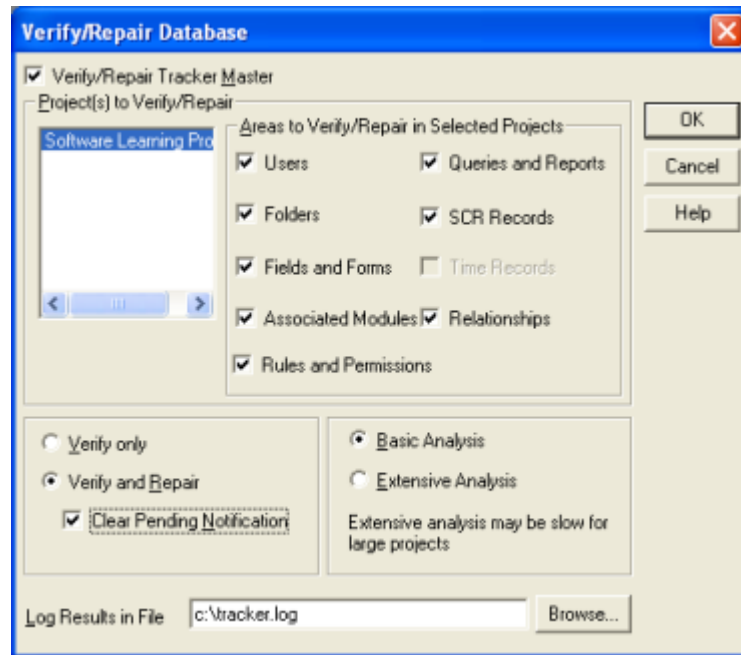 Verify/Repair Database
Verify/Repair Tracker Master
Project(s) to Verify/Repair
Software Learning Pro
Areas to Verify/Repair in Selected Projects
Users
Queries and Reports
Folders
SCR Records
Fields and Forms
Time Records
Associated Modules
Relationships
Rules and Permissions
OK
Cancel
Help
Verify only
Verify and Repair
Clear Pending Notification
Basic Analysis
Extensive Analysis
Extensive analysis may be slow for
large projects
Log Results in File
c:\tracker.log
Browse...